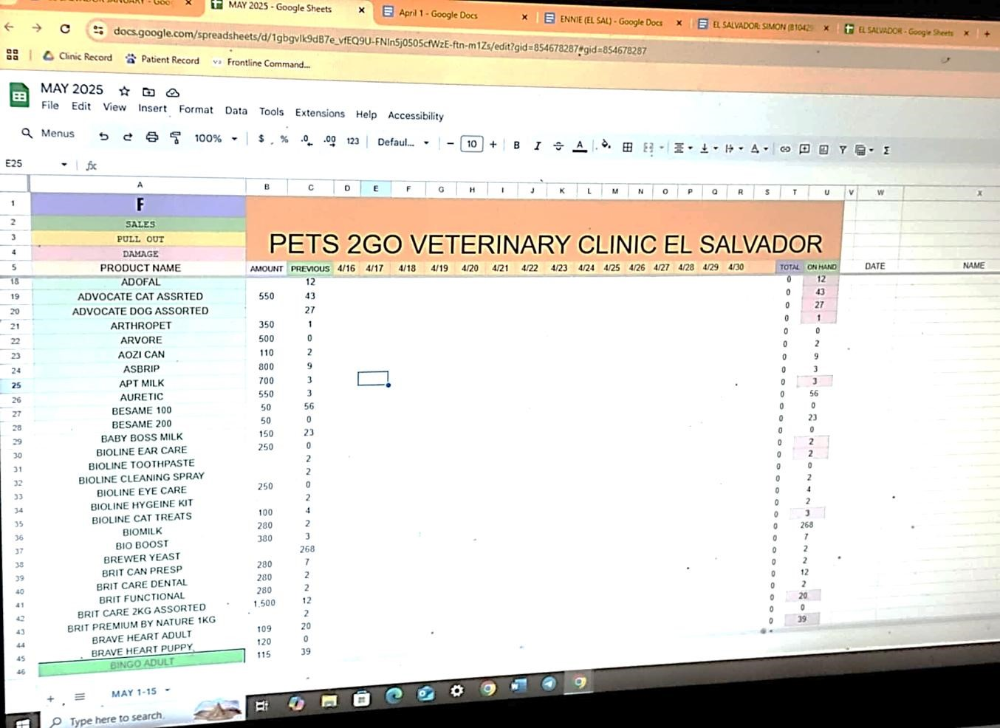 SALVADOR JANUARY - Goo
MAY 2025 - Google Sheets
April 1 - Google Docs
ENNIE (EL SAL) - Google Docs
EL SALVADOR: SIMON (810429
EL SALVADOR - Google Sheets
docs.google.com/spreadsheets/d/1gbgvIk9dB7e_vfEQ9U-FNIn5j0505cfWzE-ftn-m1Zs/edit?gid=854678287#gid=854678287
Clinic Record Patient Record Frontline Command...
MAY 2025
File Edit View Insert Format Data Tools Extensions Help Accessibility
Menus 100% $ % .0 .00 123 Defaul... 10 B I A
E25 fx
A B C D E F G H I J K L M N O P Q R S T U V W X
1 F
2 SALES
3 PULL OUT
PETS 2GO VETERINARY CLINIC EL SALVADOR
4 DAMAGE
5 PRODUCT NAME AMOUNT PREVIOUS 4/16 4/17 4/18 4/19 4/20 4/21 4/22 4/23 4/24 4/25 4/26 4/27 4/28 4/29 4/30 TOTAL ON HAND DATE NAME
18 ADOFAL 12 0 12
19 ADVOCATE CAT ASSRTED 550 43 0 43
20 ADVOCATE DOG ASSORTED 27 0 27
21 ARTHROPET 350 1 0 1
22 ARVORE 500 0 0 0
23 AOZI CAN 110 2 0 2
24 ASBRIP 800 9 0 9
25 APT MILK 700 3 0 3
26 AURETIC 550 3 0 3
27 BESAME 100 50 56 0 56
28 BESAME 200 50 0 0 0
29 BABY BOSS MILK 150 23 0 23
30 BIOLINE EAR CARE 250 0 0 0
31 BIOLINE TOOTHPASTE 2 0 2
32 BIOLINE CLEANING SPRAY 2 0 2
33 BIOLINE EYE CARE 250 0 0 0
34 BIOLINE HYGEINE KIT 2 0 2
35 BIOLINE CAT TREATS 100 4 0 4
36 BIOMILK 280 2 0 2
37 BIO BOOST 380 3 0 3
38 BREWER YEAST 268 0 268
39 BRIT CAN PRESP 280 7 0 7
40 BRIT CARE DENTAL 280 2 0 2
41 BRIT FUNCTIONAL 280 2 0 2
42 BRIT CARE 2KG ASSORTED 1,500 12 0 12
43 BRIT PREMIUM BY NATURE 1KG 2 0 2
44 BRAVE HEART ADULT 109 20 0 20
45 BRAVE HEART PUPPY 120 0 0 0
46 BINGO ADULT 115 39 0 39
MAY 1-15
Type here to search